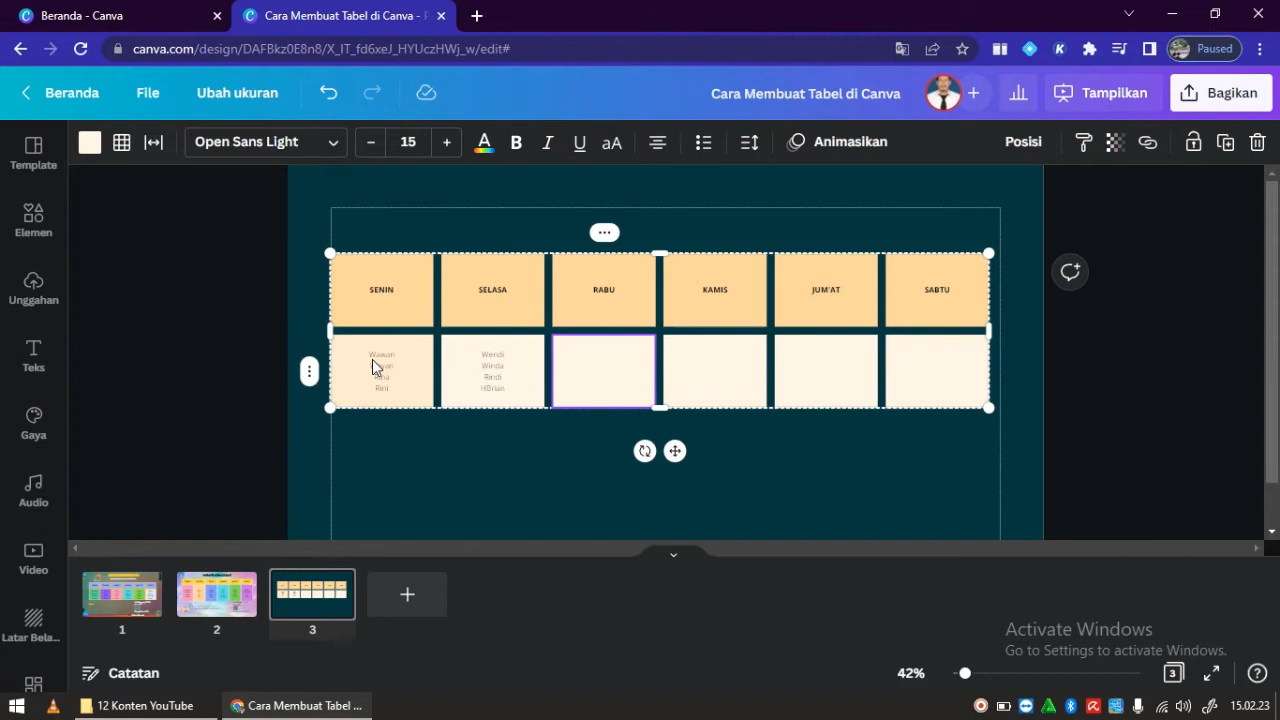 Beranda - Canva
Cara Membuat Tabel di Canva - P
canva.com/design/DAFBkz0E8n8/X_IT_fd6xeJ_HYUczHWj_w/edit#
Paused
Beranda
File
Ubah ukuran
Cara Membuat Tabel di Canva
Tampilkan
Bagikan
Open Sans Light
15
B
I
U
aA
Animasikan
Posisi
Template
Elemen
Unggahan
Teks
Gaya
Audio
Video
Latar Bela...
SENIN
SELASA
RABU
KAMIS
JUM'AT
SABTU
Wawan
Rini
Wendi
Winda
Rindi
HBrian
1
2
3
Catatan
42%
3
Activate Windows
Go to Settings to activate Windows.
12 Konten YouTube
Cara Membuat Tabel ...
15.02.23